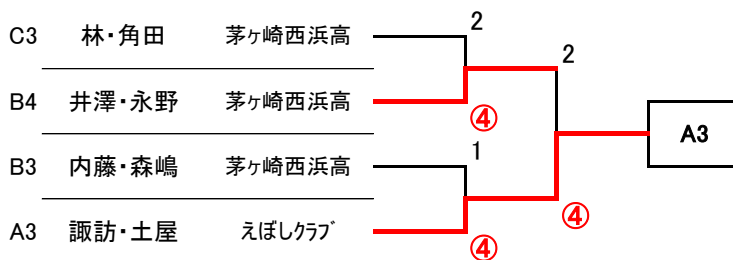 C3 林・角田 茅ヶ崎西浜高 2
2
B4 井澤・永野 茅ヶ崎西浜高 ④
A3
B3 内藤・森嶋 茅ヶ崎西浜高 1
④
A3 諏訪・土屋 えぼしｸﾗﾌﾞ ④